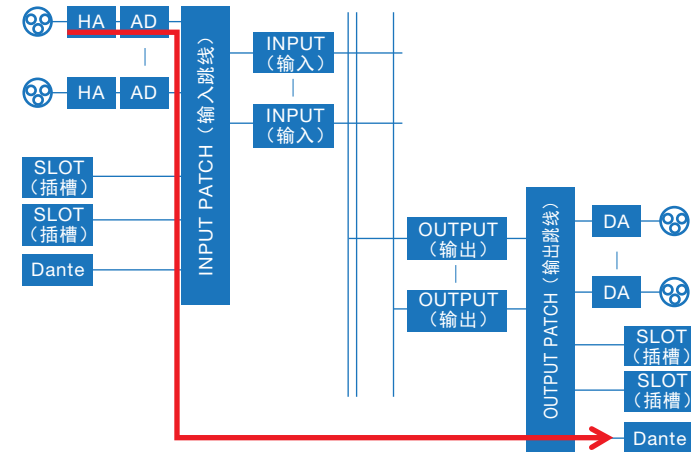 HA AD
HA AD
SLOT
（插槽）
SLOT
（插槽）
Dante
INPUT PATCH（输入跳线）
INPUT
（输入）
INPUT
（输入）
OUTPUT
（输出）
OUTPUT
（输出）
OUTPUT PATCH（输出跳线）
DA
DA
SLOT
（插槽）
SLOT
（插槽）
Dante